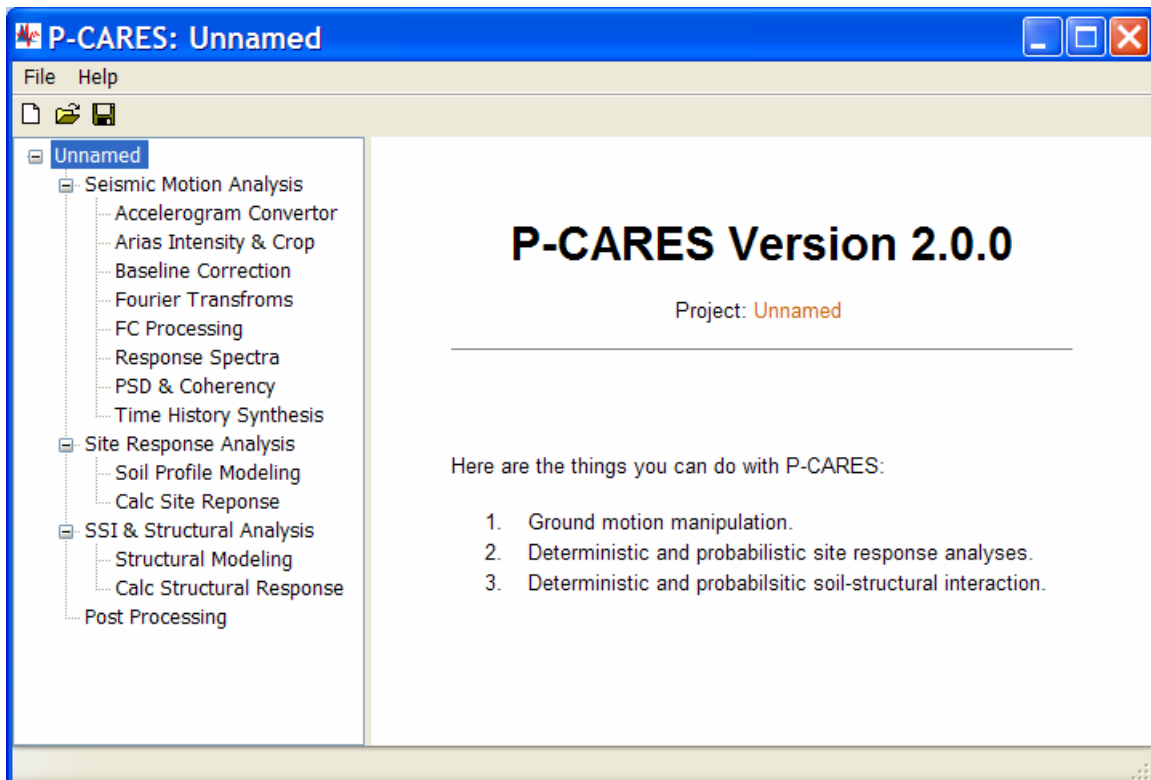 P-CARES: Unnamed
File Help
Unnamed
Seismic Motion Analysis
Accelerogram Convertor
Arias Intensity & Crop
Baseline Correction
Fourier Transfroms
FC Processing
Response Spectra
PSD & Coherency
Time History Synthesis
Site Response Analysis
Soil Profile Modeling
Calc Site Reponse
SSI & Structural Analysis
Structural Modeling
Calc Structural Response
Post Processing
P-CARES Version 2.0.0
Project: Unnamed
Here are the things you can do with P-CARES:
1. Ground motion manipulation.
2. Deterministic and probabilistic site response analyses.
3. Deterministic and probabilsitic soil-structural interaction.